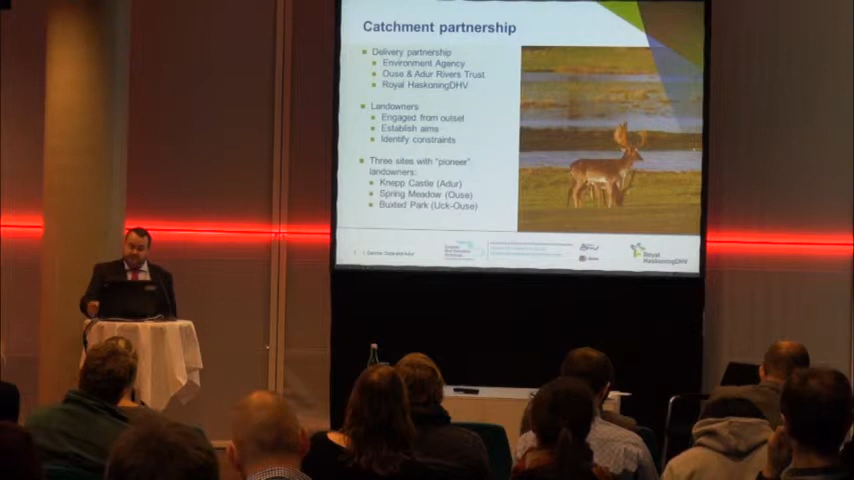 Catchment partnership
Delivery partnership
Environment Agency
Ouse & Adur Rivers Trust
Royal HaskoningDHV
Landowners
Engaged from outset
Establish aims
Identify constraints
Three sites with "pioneer"
landowners:
Knepp Castle (Adur)
Spring Meadow (Ouse)
Buxted Park (Uck-Ouse)
Royal
HaskoningDHV